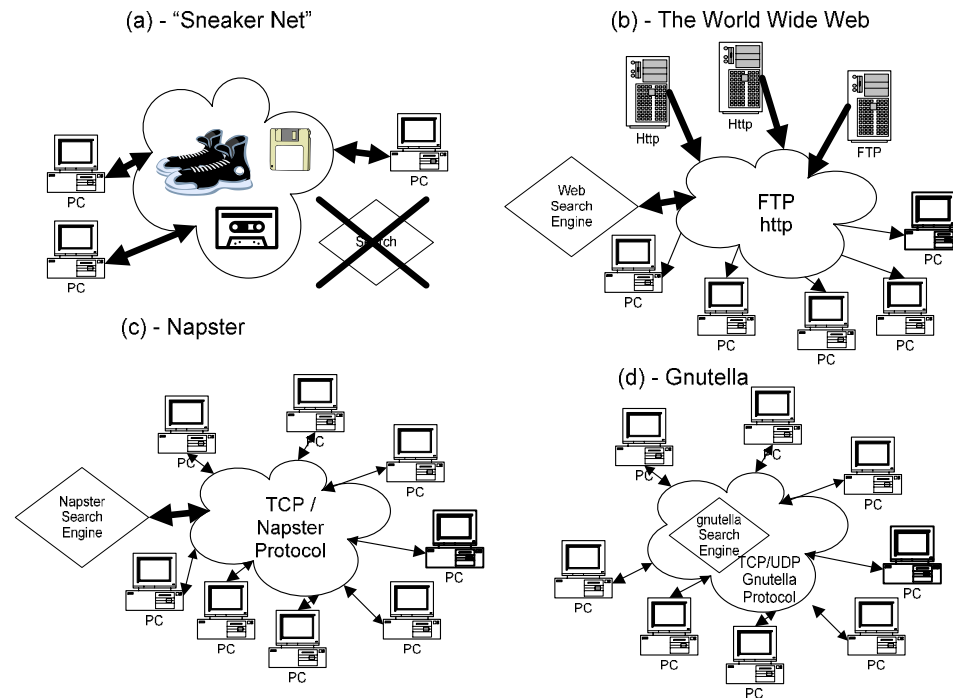 (a) - “Sneaker Net”
PC
PC
PC
Search
(b) - The World Wide Web
Http
Http
FTP
Web
Search
Engine
FTP
http
PC
PC
PC
PC
PC
(c) - Napster
PC
PC
PC
Napster
Search
Engine
TCP /
Napster
Protocol
PC
PC
PC
PC
PC
(d) - Gnutella
PC
PC
PC
gnutella
Search
Engine
TCP/UDP
Gnutella
Protocol
PC
PC
PC
PC
PC